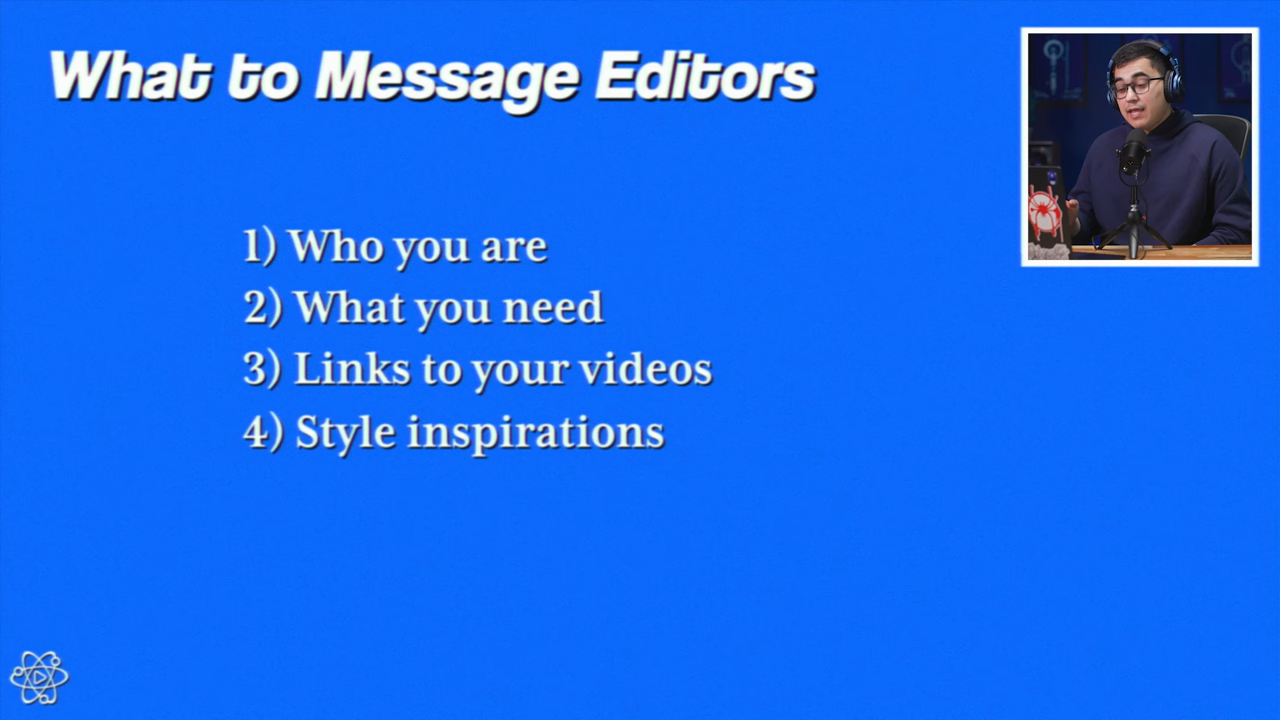 What to Message Editors
1) Who you are
2) What you need
3) Links to your videos
4) Style inspirations